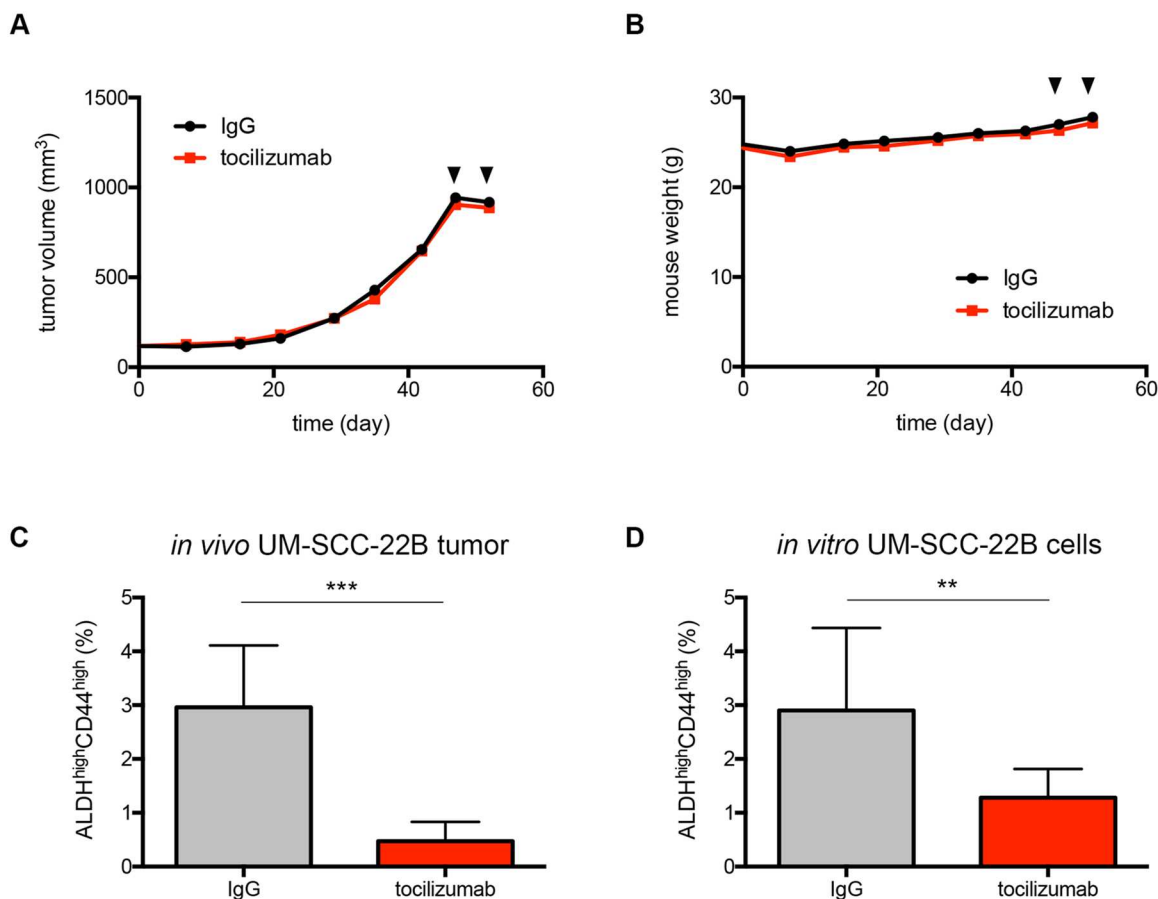 A
1500
1000
500
0
0 20 40 60
tumor volume (mm³)
time (day)
IgG
tocilizumab
B
30
20
10
0
0 20 40 60
mouse weight (g)
time (day)
IgG
tocilizumab
C
in vivo UM-SCC-22B tumor
***
5
4
3
2
1
0
ALDHhighCD44high (%)
IgG tocilizumab
D
in vitro UM-SCC-22B cells
**
5
4
3
2
1
0
ALDHhighCD44high (%)
IgG tocilizumab